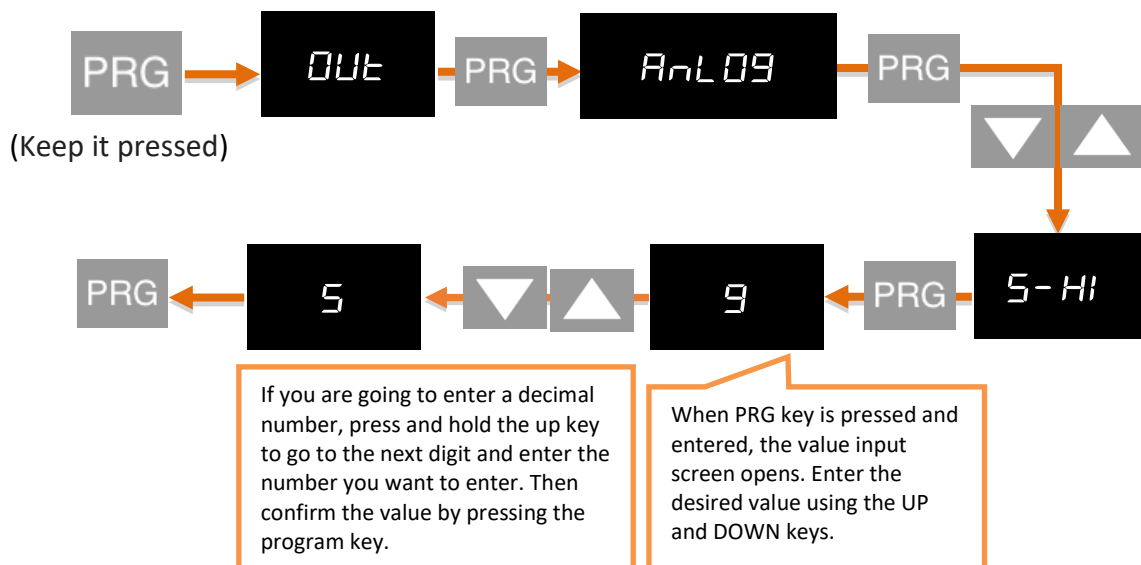 PRG
OUt
PRG
AnLO9
PRG
(Keep it pressed)
PRG
5
9
PRG
S-HI
If you are going to enter a decimal
number, press and hold the up key
to go to the next digit and enter the
number you want to enter. Then
confirm the value by pressing the
program key.
When PRG key is pressed and
entered, the value input
screen opens. Enter the
desired value using the UP
and DOWN keys.